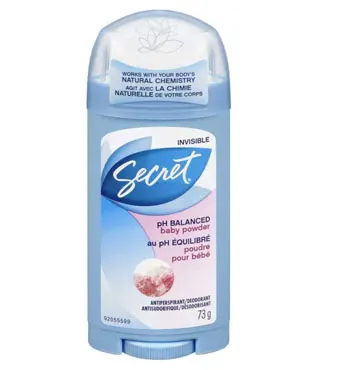 WORKS WITH YOUR BODY'S
NATURAL CHEMISTRY
AGIT AVEC LA CHIMIE
NATURELLE DE VOTRE CORPS
INVISIBLE
Secret
pH BALANCED
baby powder
au pH ÉQUILIBRÉ
poudre
pour bébé
ANTIPERSPIRANT/DEODORANT
ANTISUDORIFIQUE/DÉSODORISANT
92055599
73 g